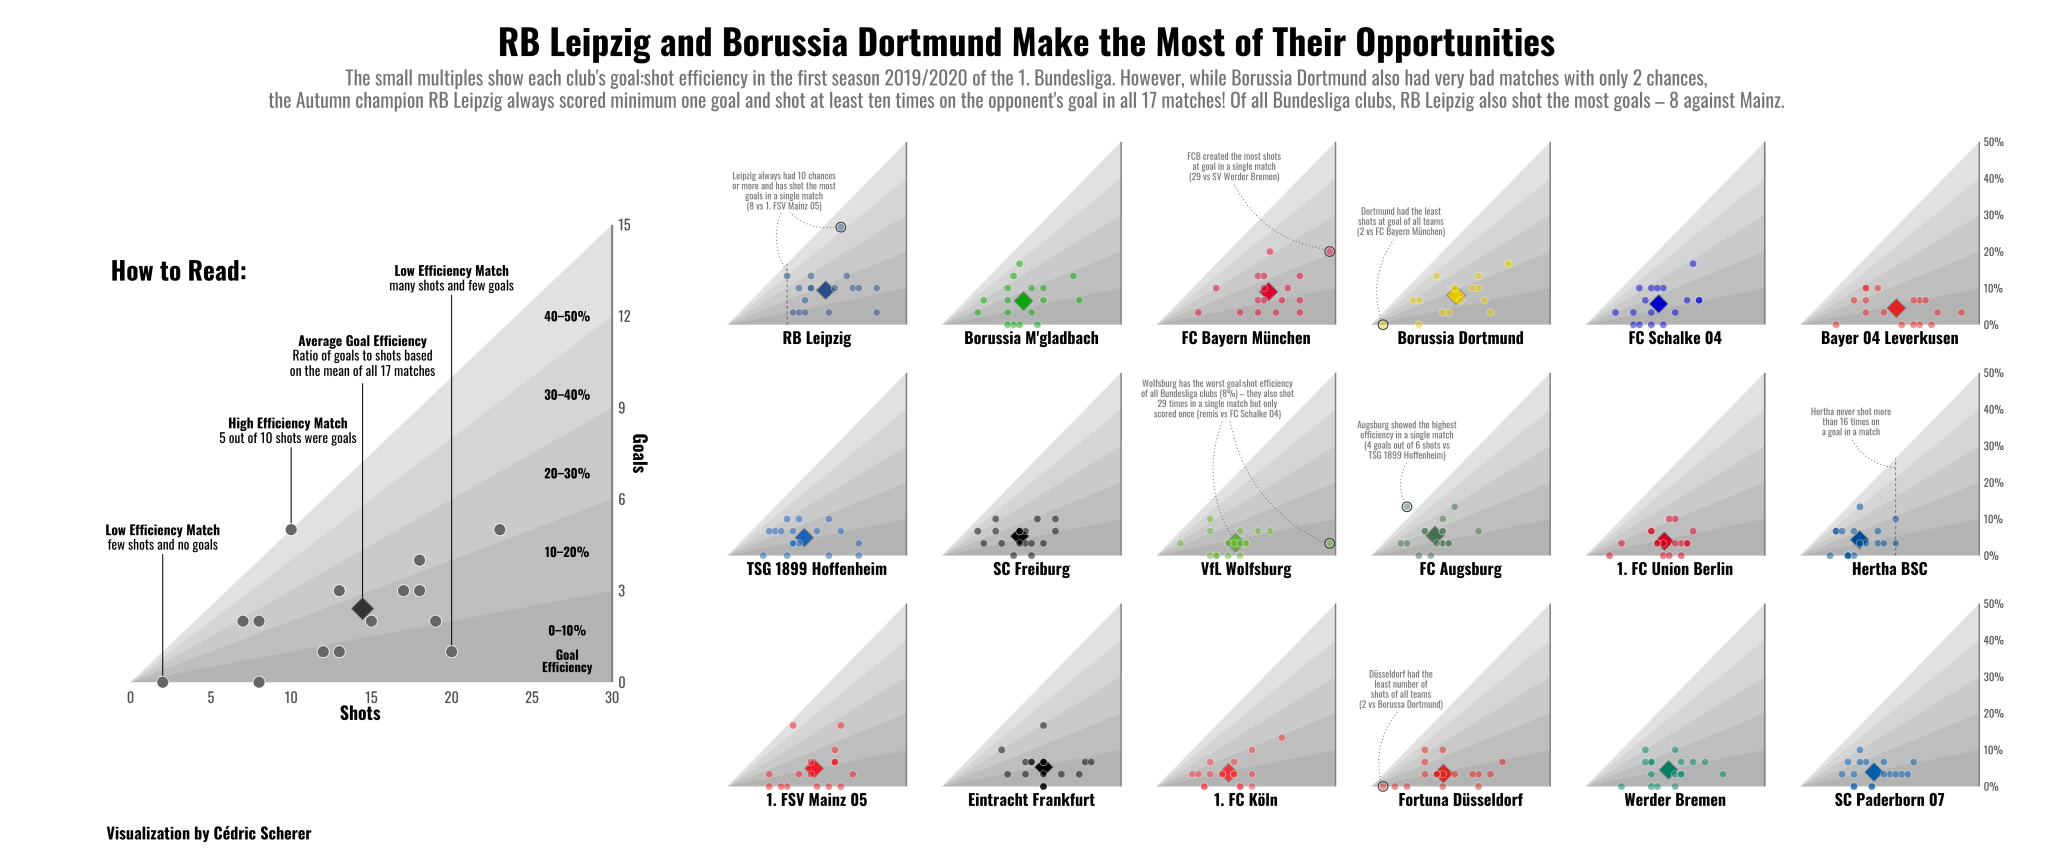 RB Leipzig and Borussia Dortmund Make the Most of Their Opportunities
The small multiples show each club's goal:shot efficiency in the first season 2019/2020 of the 1. Bundesliga. However, while Borussia Dortmund also had very bad matches with only 2 chances,
the Autumn champion RB Leipzig always scored minimum one goal and shot at least ten times on the opponent's goal in all 17 matches! Of all Bundesliga clubs, RB Leipzig also shot the most goals – 8 against Mainz.
How to Read:
Low Efficiency Match
many shots and few goals
Average Goal Efficiency
Ratio of goals to shots based
on the mean of all 17 matches
High Efficiency Match
5 out of 10 shots were goals
Low Efficiency Match
few shots and no goals
40–50%
30–40%
20–30%
10–20%
0–10%
Goal
Efficiency
15
12
9
6
3
0
Goals
0
5
10
15
20
25
30
Shots
Leipzig always had 10 chances
or more and has shot the most
goals in a single match
(8 vs 1. FSV Mainz 05)
RB Leipzig
Borussia M'gladbach
FCB created the most shots
at goal in a single match
(29 vs SV Werder Bremen)
FC Bayern München
Dortmund had the least
shots at goal of all teams
(2 vs FC Bayern München)
Borussia Dortmund
FC Schalke 04
Bayer 04 Leverkusen
50%
40%
30%
20%
10%
0%
TSG 1899 Hoffenheim
SC Freiburg
Wolfsburg has the worst goal:shot efficiency
of all Bundesliga clubs (8%) – they also shot
29 times in a single match but only
scored once (remis vs FC Schalke 04)
VfL Wolfsburg
Augsburg showed the highest
efficiency in a single match
(4 goals out of 6 shots vs
TSG 1899 Hoffenheim)
FC Augsburg
1. FC Union Berlin
Hertha never shot more
than 16 times on
a goal in a match
Hertha BSC
50%
40%
30%
20%
10%
0%
1. FSV Mainz 05
Eintracht Frankfurt
1. FC Köln
Düsseldorf had the
least number of
shots of all teams
(2 vs Borussa Dortmund)
Fortuna Düsseldorf
Werder Bremen
SC Paderborn 07
50%
40%
30%
20%
10%
0%
Visualization by Cédric Scherer